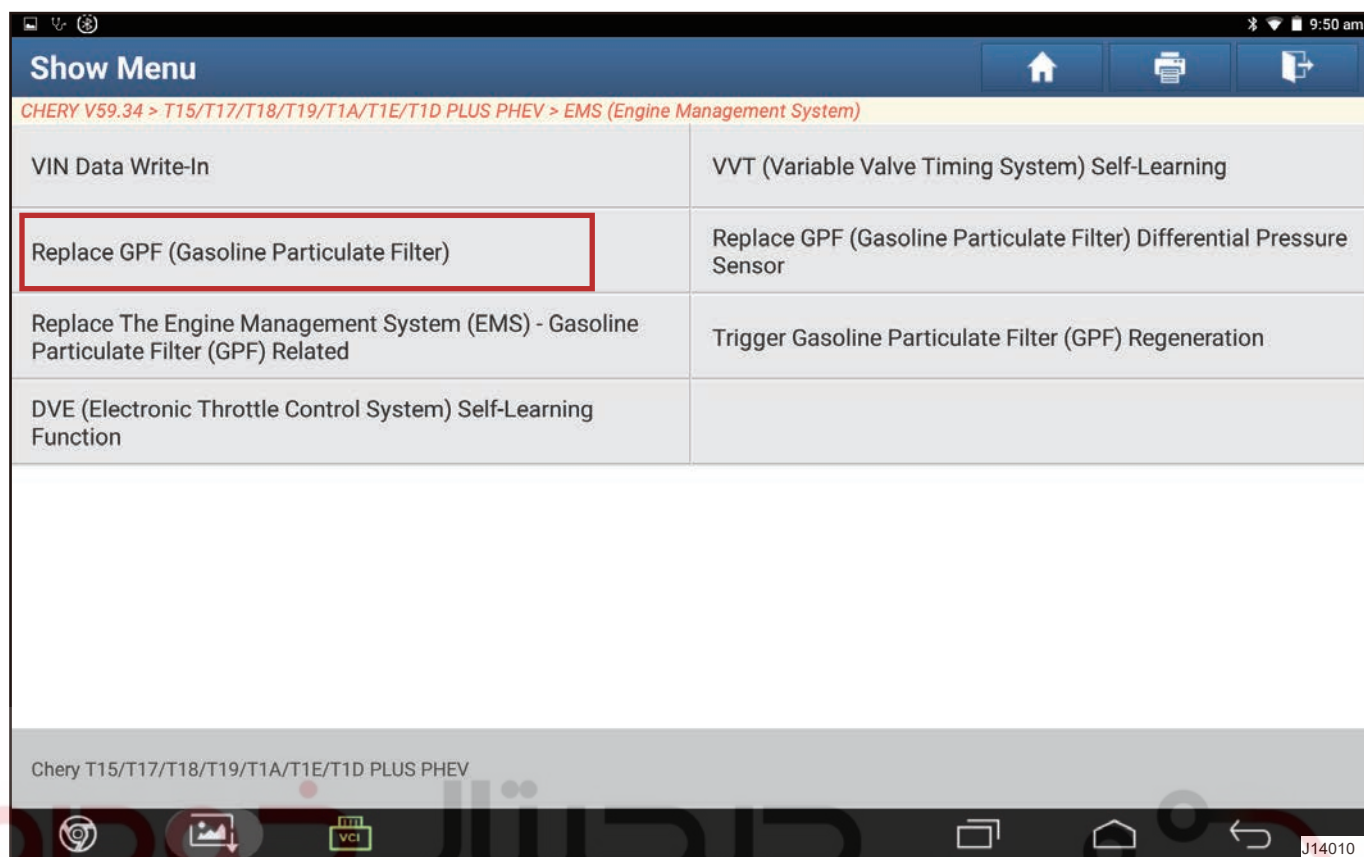 9:50 am
Show Menu
CHERY V59.34 > T15/T17/T18/T19/T1A/T1E/T1D PLUS PHEV > EMS (Engine Management System)
VIN Data Write-In
VVT (Variable Valve Timing System) Self-Learning
Replace GPF (Gasoline Particulate Filter)
Replace GPF (Gasoline Particulate Filter) Differential Pressure
Sensor
Replace The Engine Management System (EMS) - Gasoline
Particulate Filter (GPF) Related
Trigger Gasoline Particulate Filter (GPF) Regeneration
DVE (Electronic Throttle Control System) Self-Learning
Function
Chery T15/T17/T18/T19/T1A/T1E/T1D PLUS PHEV
VCI
J14010